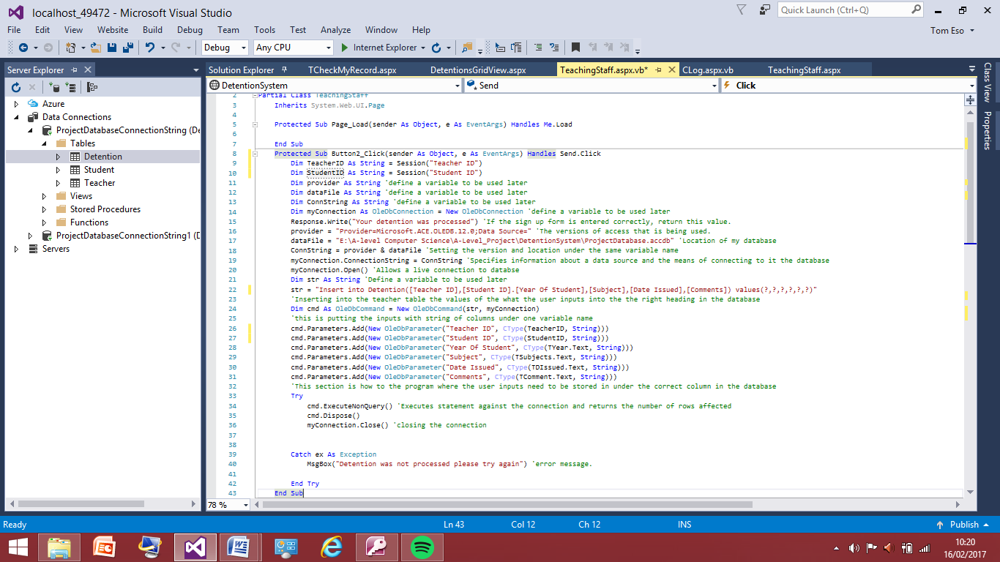 localhost_49472 - Microsoft Visual Studio
Quick Launch (Ctrl+Q)
File Edit View Website Build Debug Team Tools Test Analyze Window Help
Tom Eso
Debug Any CPU Internet Explorer
Server Explorer
Azure
Data Connections
ProjectDatabaseConnectionString (De
Tables
Detention
Student
Teacher
Views
Stored Procedures
Functions
ProjectDatabaseConnectionString1 (D
Servers
Solution Explorer TCheckMyRecord.aspx DetentionsGridView.aspx TeachingStaff.aspx.vb* CLog.aspx.vb TeachingStaff.aspx
DetentionSystem Send Click
2 Partial Class TeachingStaff
3 Inherits System.Web.UI.Page
4
5 Protected Sub Page_Load(sender As Object, e As EventArgs) Handles Me.Load
6
7 End Sub
8 Protected Sub Button2_Click(sender As Object, e As EventArgs) Handles Send.Click
9 Dim TeacherID As String = Session("Teacher ID")
10 Dim StudentID As String = Session("Student ID")
11 Dim provider As String 'define a variable to be used later
12 Dim dataFile As String 'define a variable to be used later
13 Dim ConnString As String 'define a variable to be used later
14 Dim myConnection As OleDbConnection = New OleDbConnection 'define a variable to be used later
15 Response.Write("Your detention was processed") 'If the sign up form is entered correctly, return this value.
16 provider = "Provider=Microsoft.ACE.OLEDB.12.0;Data Source=" 'The versions of access that is being used.
17 dataFile = "E:\A-level Computer Science\A-Level_Project\DetentionSystem\ProjectDatabase.accdb" 'Location of my database
18 ConnString = provider & dataFile 'Setting the version and location under the same variable name
19 myConnection.ConnectionString = ConnString 'Specifies information about a data source and the means of connecting to it the database
20 myConnection.Open() 'Allows a live connection to databse
21 Dim str As String 'Define a variable to be used later
22 str = "Insert into Detention([Teacher ID],[Student ID].[Year Of Student],[Subject],[Date Issued],[Comments]) values(?,?,?,?,?,?)"
23 'Inserting into the teacher table the values of the what the user inputs into the the right heading in the database
24 Dim cmd As OleDbCommand = New OleDbCommand(str, myConnection)
25 'this is putting the inputs with string of columns under one variable name
26 cmd.Parameters.Add(New OleDbParameter("Teacher ID", CType(TeacherID, String)))
27 cmd.Parameters.Add(New OleDbParameter("Student ID", CType(StudentID, String)))
28 cmd.Parameters.Add(New OleDbParameter("Year Of Student", CType(TYear.Text, String)))
29 cmd.Parameters.Add(New OleDbParameter("Subject", CType(TSubjects.Text, String)))
30 cmd.Parameters.Add(New OleDbParameter("Date Issued", CType(TDIssued.Text, String)))
31 cmd.Parameters.Add(New OleDbParameter("Comments", CType(TComment.Text, String)))
32 'This section is how to the program where the user inputs need to be stored in under the correct column in the database
33 Try
34 cmd.ExecuteNonQuery() 'Executes statement against the connection and returns the number of rows affected
35 cmd.Dispose()
36 myConnection.Close() 'closing the connection
37
38
39 Catch ex As Exception
40 MsgBox("Detention was not processed please try again") 'error message.
41
42 End Try
43 End Sub
78 %
Class View
Properties
Ready Ln 43 Col 12 Ch 12 INS Publish
10:20
16/02/2017